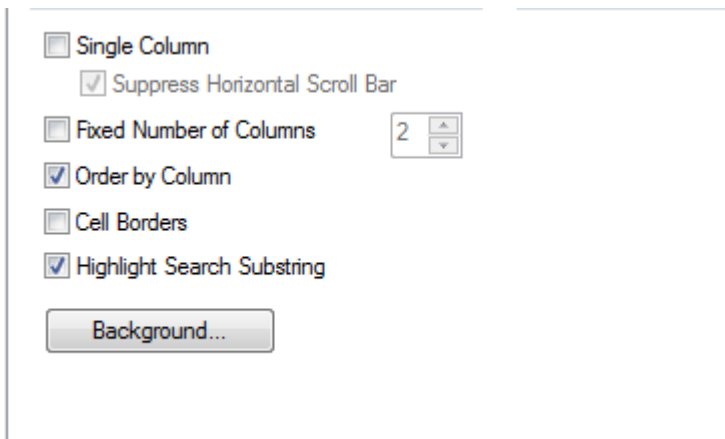 Single Column
Suppress Horizontal Scroll Bar
Fixed Number of Columns 2
Order by Column
Cell Borders
Highlight Search Substring
Background...